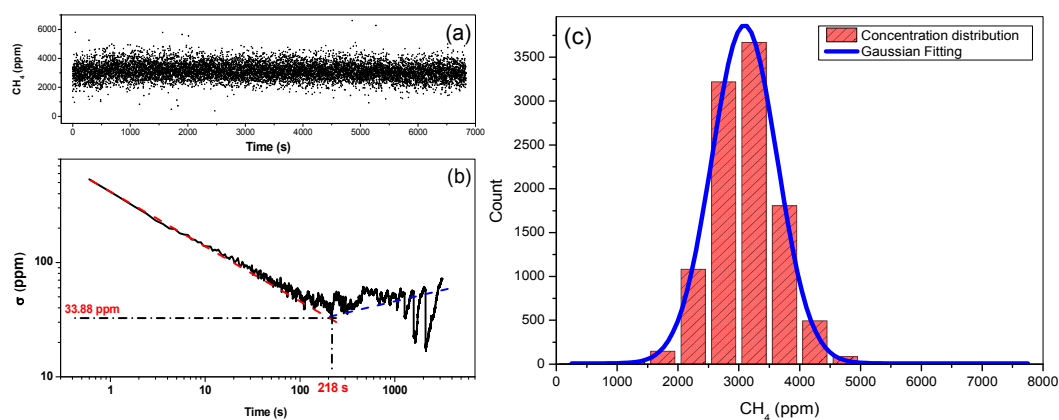 (a)
CH4 (ppm)
6000
4000
2000
0
0 1000 2000 3000 4000 5000 6000 7000
Time (s)
(b)
σ (ppm)
100
10
33.88 ppm
1 10 100 1000
218 s
Time (s)
(c)
Concentration distribution
Gaussian Fitting
Count
3500
3000
2500
2000
1500
1000
500
0
0 1000 2000 3000 4000 5000 6000 7000 8000
CH4 (ppm)